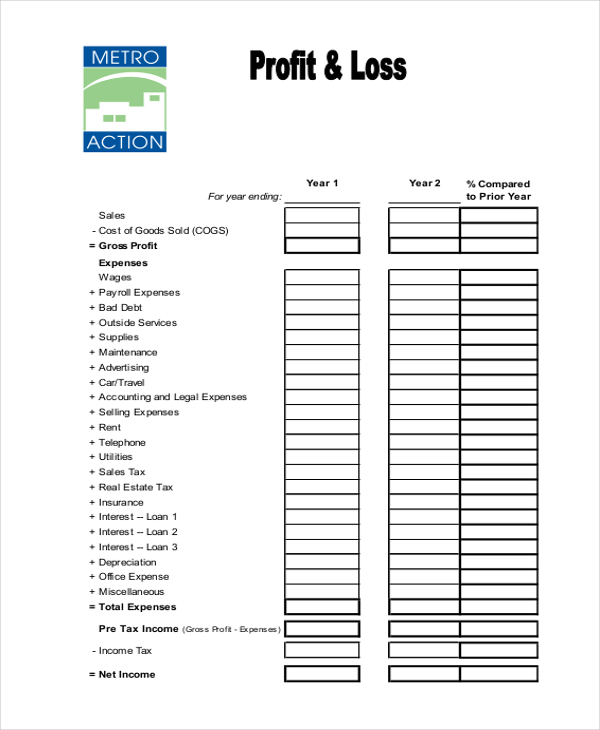 METRO
ACTION
Profit & Loss
Year 1 Year 2 % Compared
For year ending: to Prior Year
Sales
- Cost of Goods Sold (COGS)
= Gross Profit
Expenses
Wages
+ Payroll Expenses
+ Bad Debt
+ Outside Services
+ Supplies
+ Maintenance
+ Advertising
+ Car/Travel
+ Accounting and Legal Expenses
+ Selling Expenses
+ Rent
+ Telephone
+ Utilities
+ Sales Tax
+ Real Estate Tax
+ Insurance
+ Interest -- Loan 1
+ Interest -- Loan 2
+ Interest -- Loan 3
+ Depreciation
+ Office Expense
+ Miscellaneous
= Total Expenses
Pre Tax Income (Gross Profit - Expenses)
- Income Tax
= Net Income